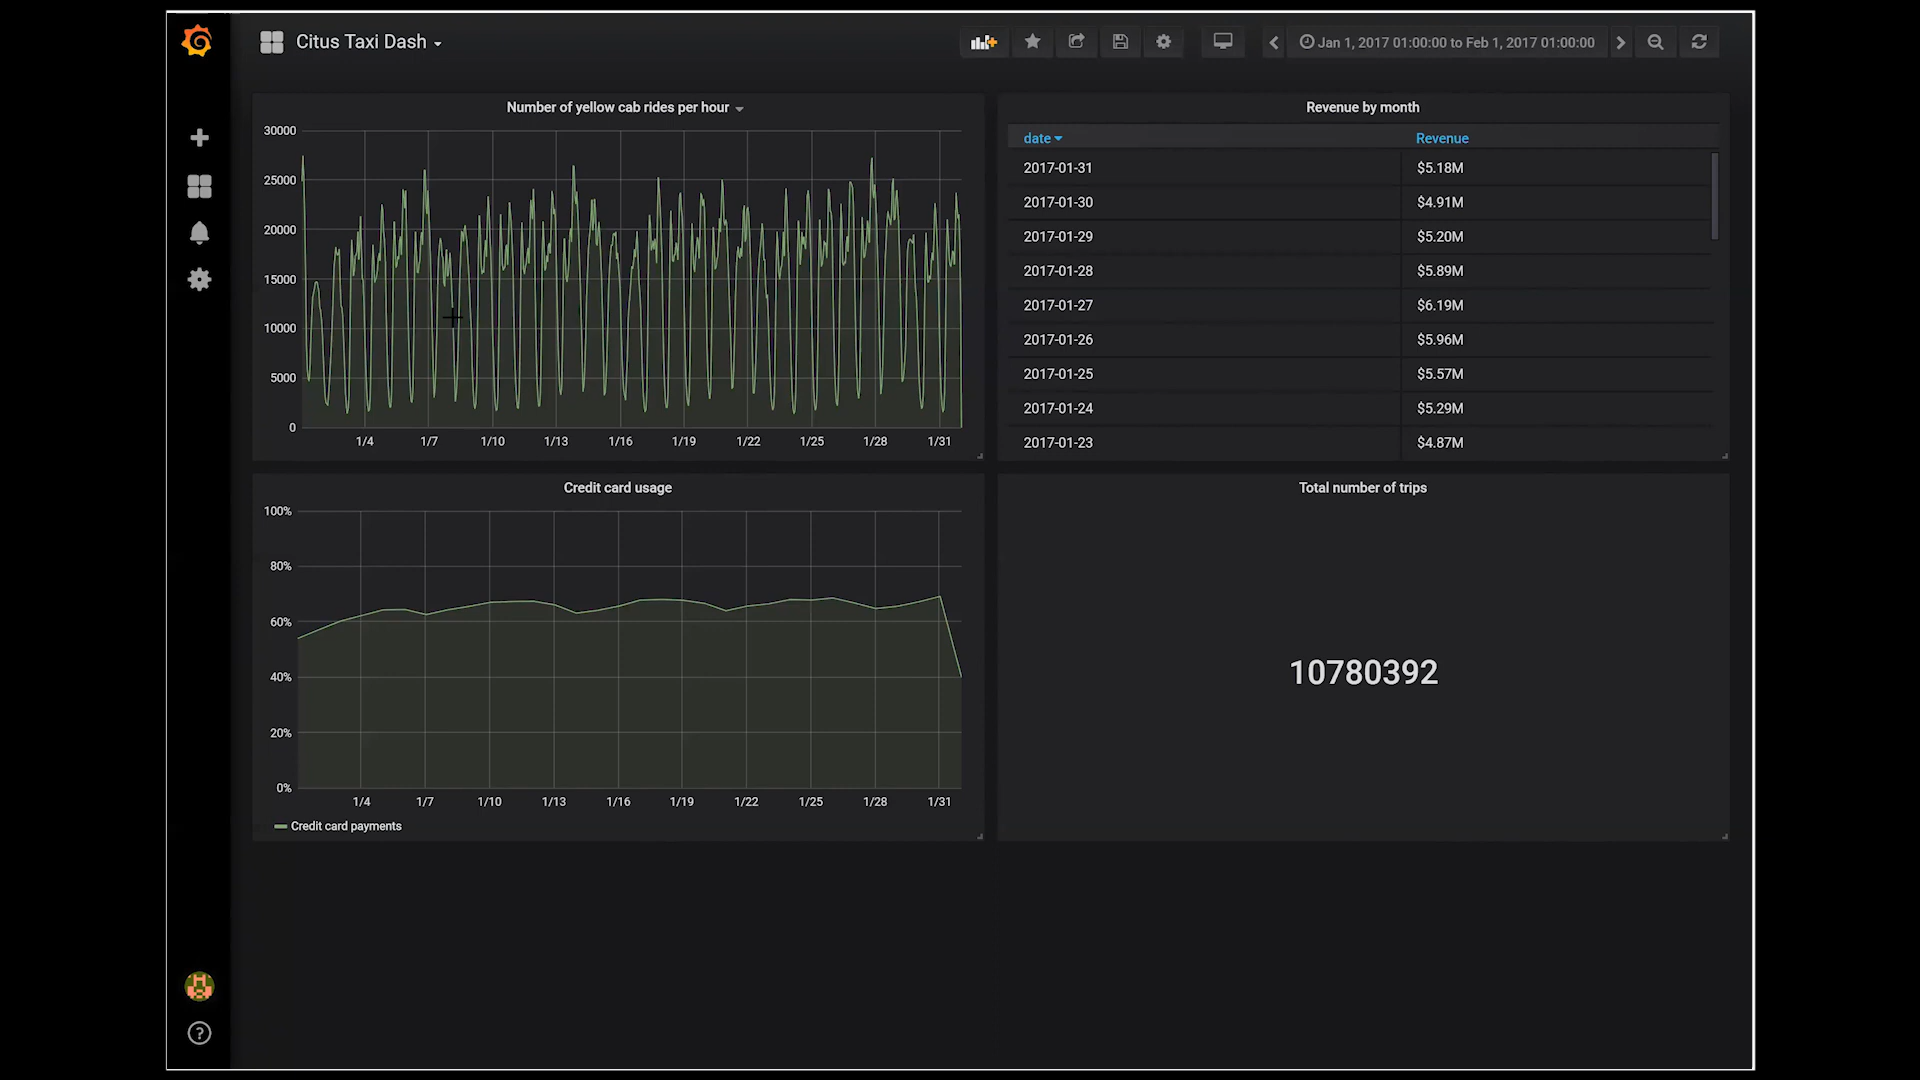 Citus Taxi Dash
Jan 1, 2017 01:00:00 to Feb 1, 2017 01:00:00
Number of yellow cab rides per hour
30000
25000
20000
15000
10000
5000
0
1/4 1/7 1/10 1/13 1/16 1/19 1/22 1/25 1/28 1/31
Revenue by month
date Revenue
2017-01-31 $5.18M
2017-01-30 $4.91M
2017-01-29 $5.20M
2017-01-28 $5.89M
2017-01-27 $6.19M
2017-01-26 $5.96M
2017-01-25 $5.57M
2017-01-24 $5.29M
2017-01-23 $4.87M
Credit card usage
100%
80%
60%
40%
20%
0%
1/4 1/7 1/10 1/13 1/16 1/19 1/22 1/25 1/28 1/31
Credit card payments
Total number of trips
10780392